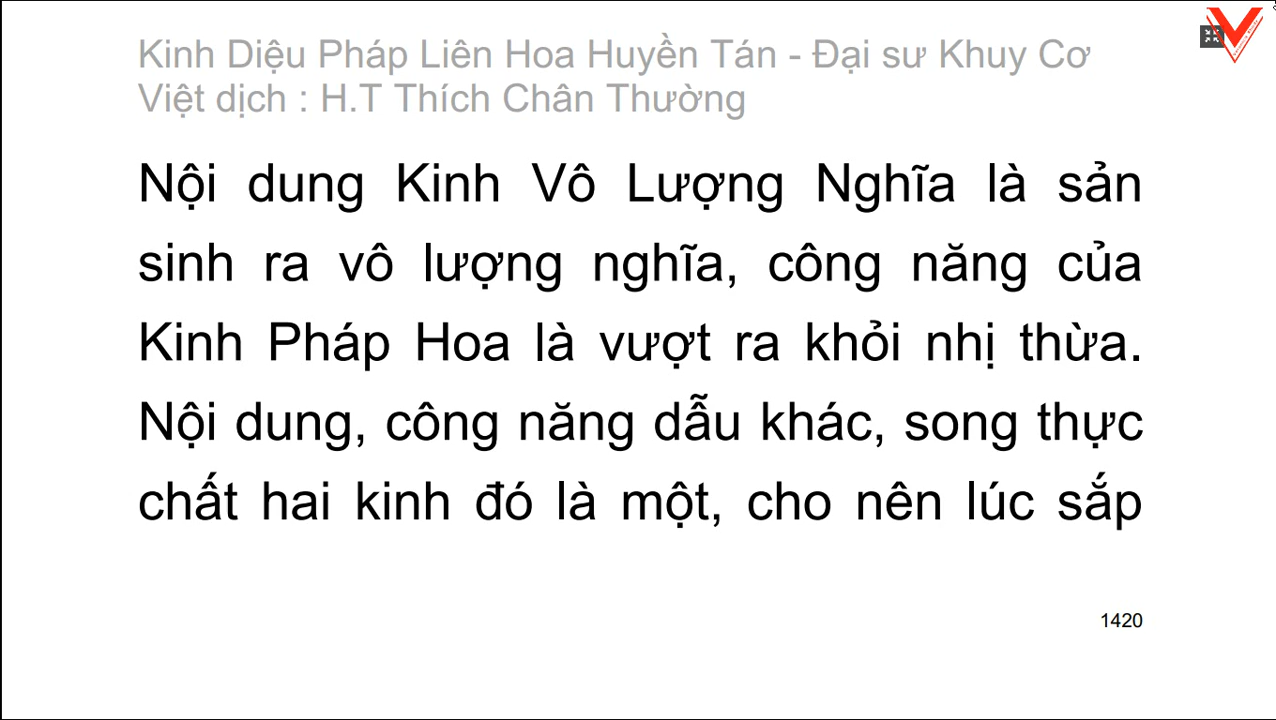 Kinh Diệu Pháp Liên Hoa Huyền Tán - Đại sư Khuy Cơ
Việt dịch : H.T Thích Chân Thường
Nội dung Kinh Vô Lượng Nghĩa là sản
sinh ra vô lượng nghĩa, công năng của
Kinh Pháp Hoa là vượt ra khỏi nhị thừa.
Nội dung, công năng dẫu khác, song thực
chất hai kinh đó là một, cho nên lúc sắp
1420